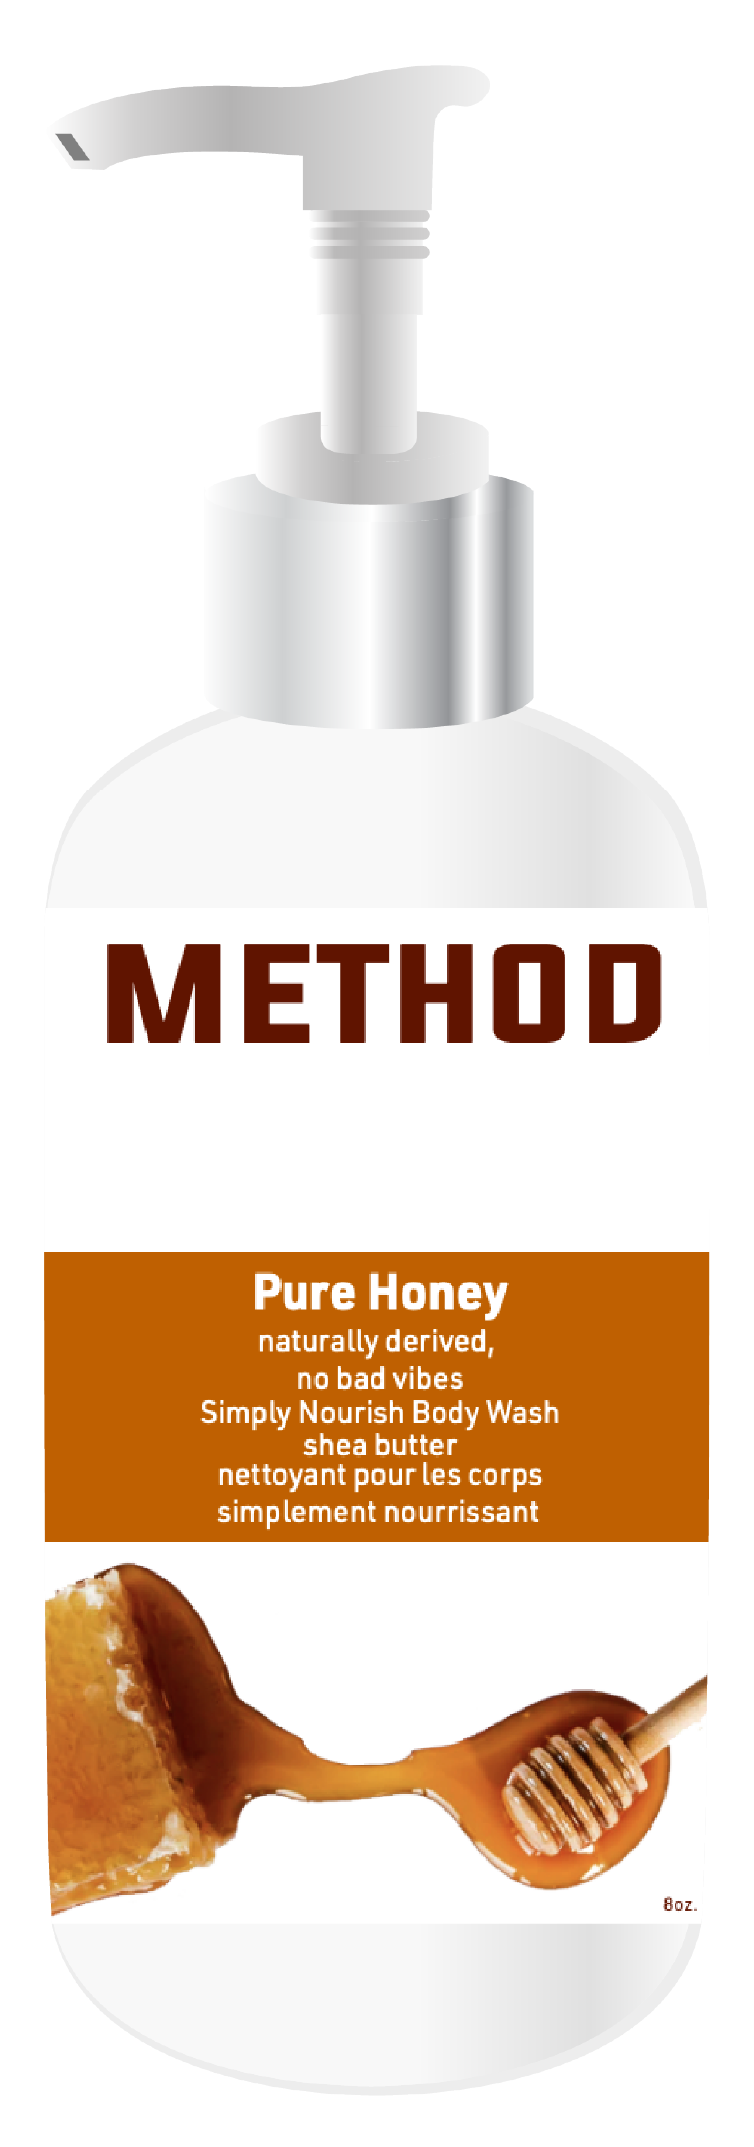 METHOD
Pure Honey
naturally derived,
no bad vibes
Simply Nourish Body Wash
shea butter
nettoyant pour les corps
simplement nourrissant
8oz.